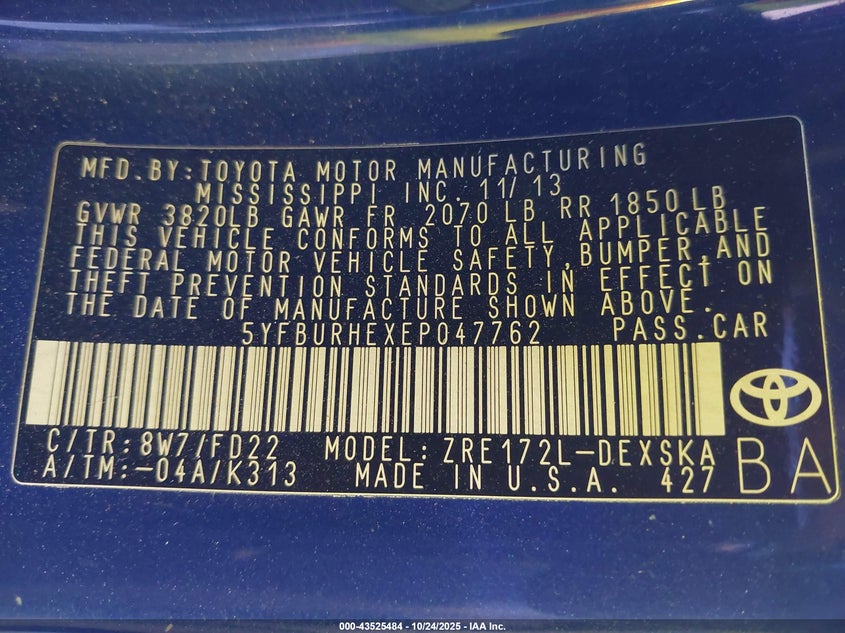 MFD.BY:TOYOTA MOTOR MANUFACTURING
MISSISSIPPI INC. 11/13
GVWR 3820LB GAWR FR 2070 LB RR 1850 LB
THIS VEHICLE CONFORMS TO ALL APPLICABLE
FEDERAL MOTOR VEHICLE SAFETY,BUMPER,AND
THEFT PREVENTION STANDARDS IN EFFECT ON
THE DATE OF MANUFACTURE SHOWN ABOVE.
5YFBURHEXEP047762 PASS.CAR
C/TR:8W7/FD22 MODEL:ZRE172L-DEXSKA
A/TM:-04A/K313 MADE IN U.S.A. 427
BA
000-43525484 - 10/24/2025 - IAA Inc.